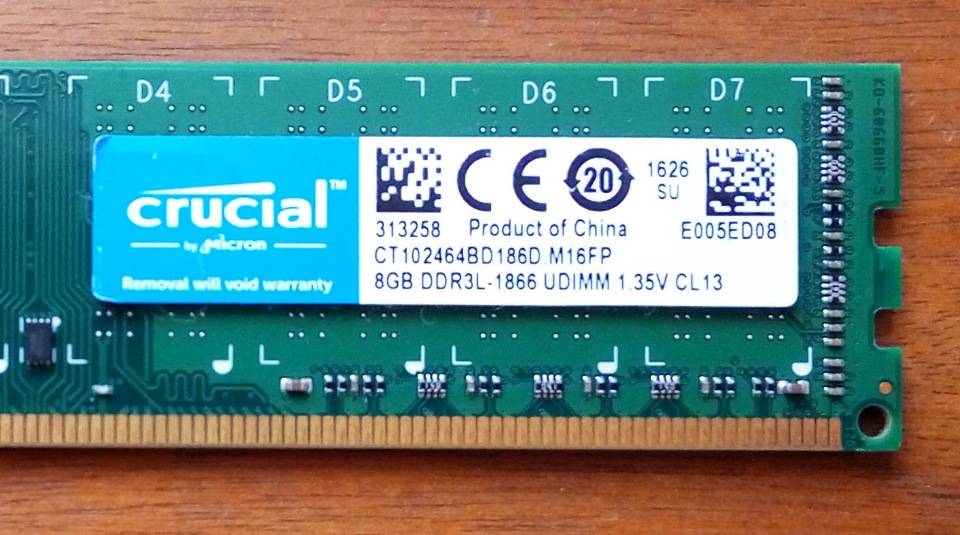 D4 D5 D6 D7
crucial™
by Micron
Removal will void warranty
CE 20 1626
SU
313258 Product of China E005ED08
CT102464BD186D.M16FP
8GB DDR3L-1866 UDIMM 1.35V CL13